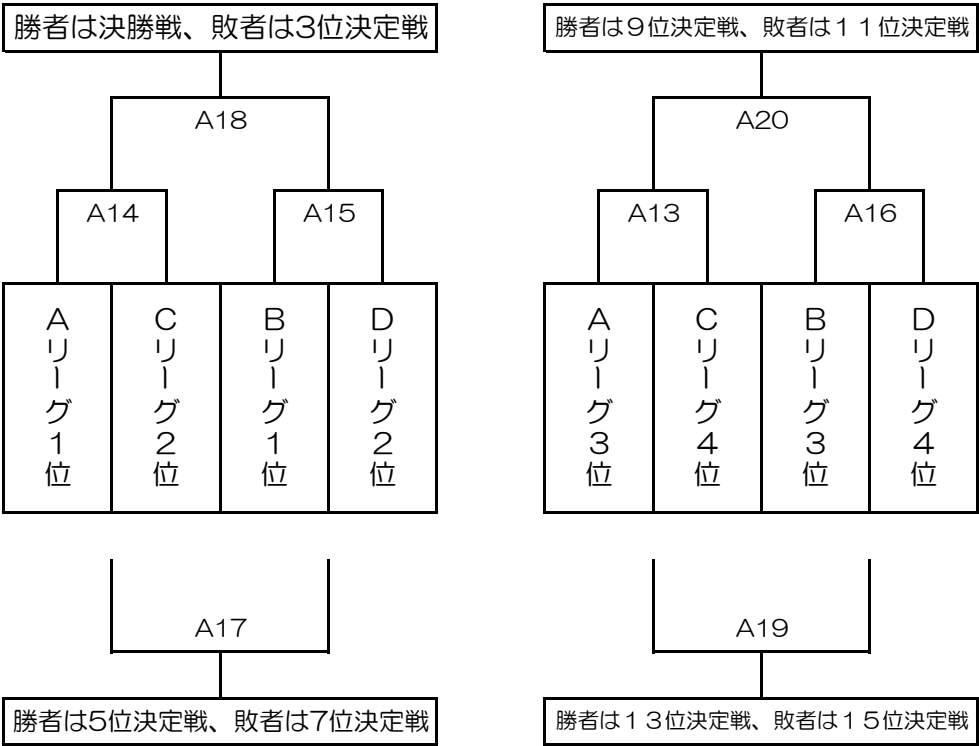 勝者は決勝戦、敗者は3位決定戦
A18
A14
A15
Aリーグ1位
Cリーグ2位
Bリーグ1位
Dリーグ2位
A17
勝者は5位決定戦、敗者は7位決定戦
勝者は９位決定戦、敗者は１１位決定戦
A20
A13
A16
Aリーグ3位
Cリーグ4位
Bリーグ3位
Dリーグ4位
A19
勝者は１３位決定戦、敗者は１５位決定戦